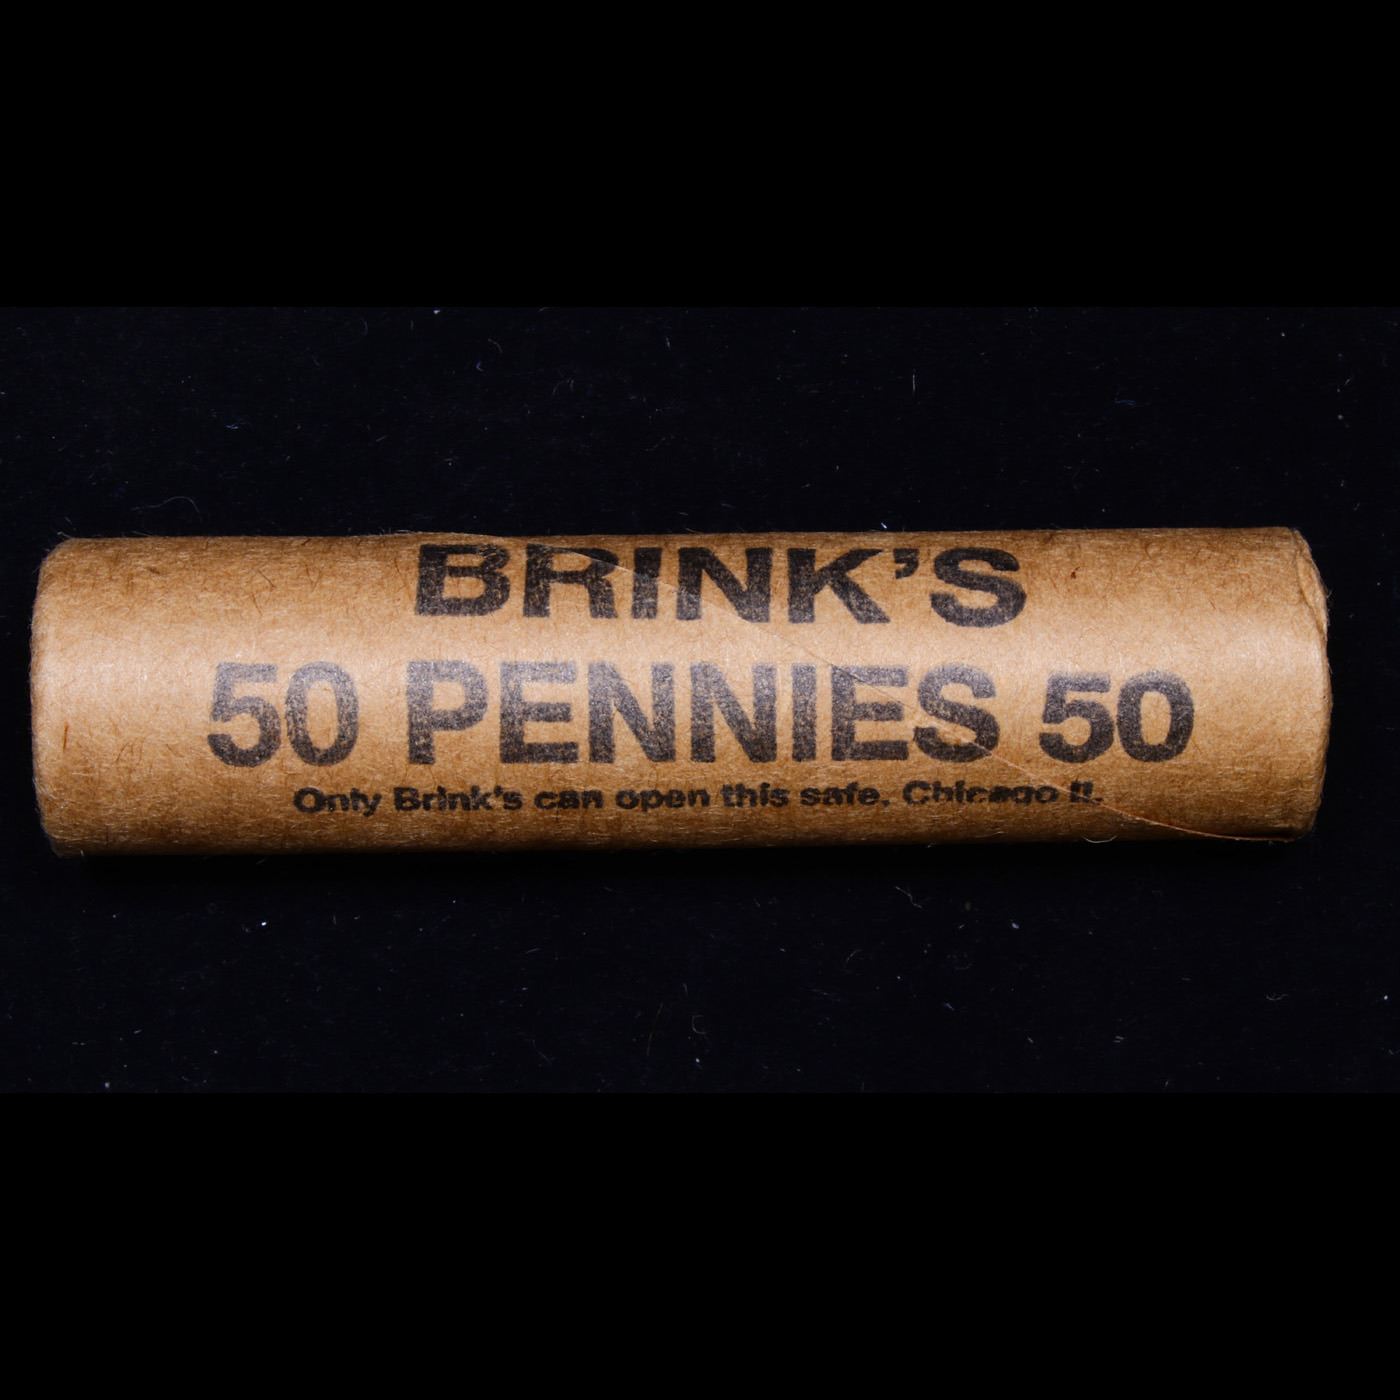 BRINK'S
50 PENNIES 50
Only Brink's can open this safe. Chicago Il.